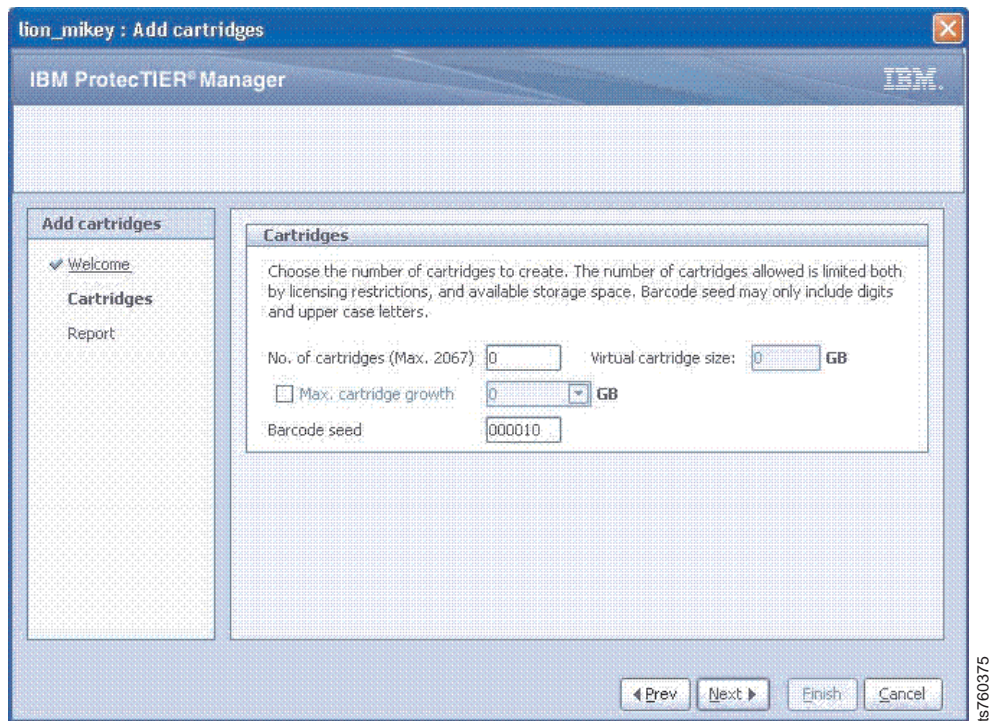 lion_mikey : Add cartridges
IBM ProtecTIER® Manager
IBM.
Add cartridges
Welcome
Cartridges
Report
Cartridges
Choose the number of cartridges to create. The number of cartridges allowed is limited both
by licensing restrictions, and available storage space. Barcode seed may only include digits
and upper case letters.
No. of cartridges (Max. 2067) 0 Virtual cartridge size: 0 GB
Max. cartridge growth 0 GB
Barcode seed 000010
Prev Next Finish Cancel
ts760375